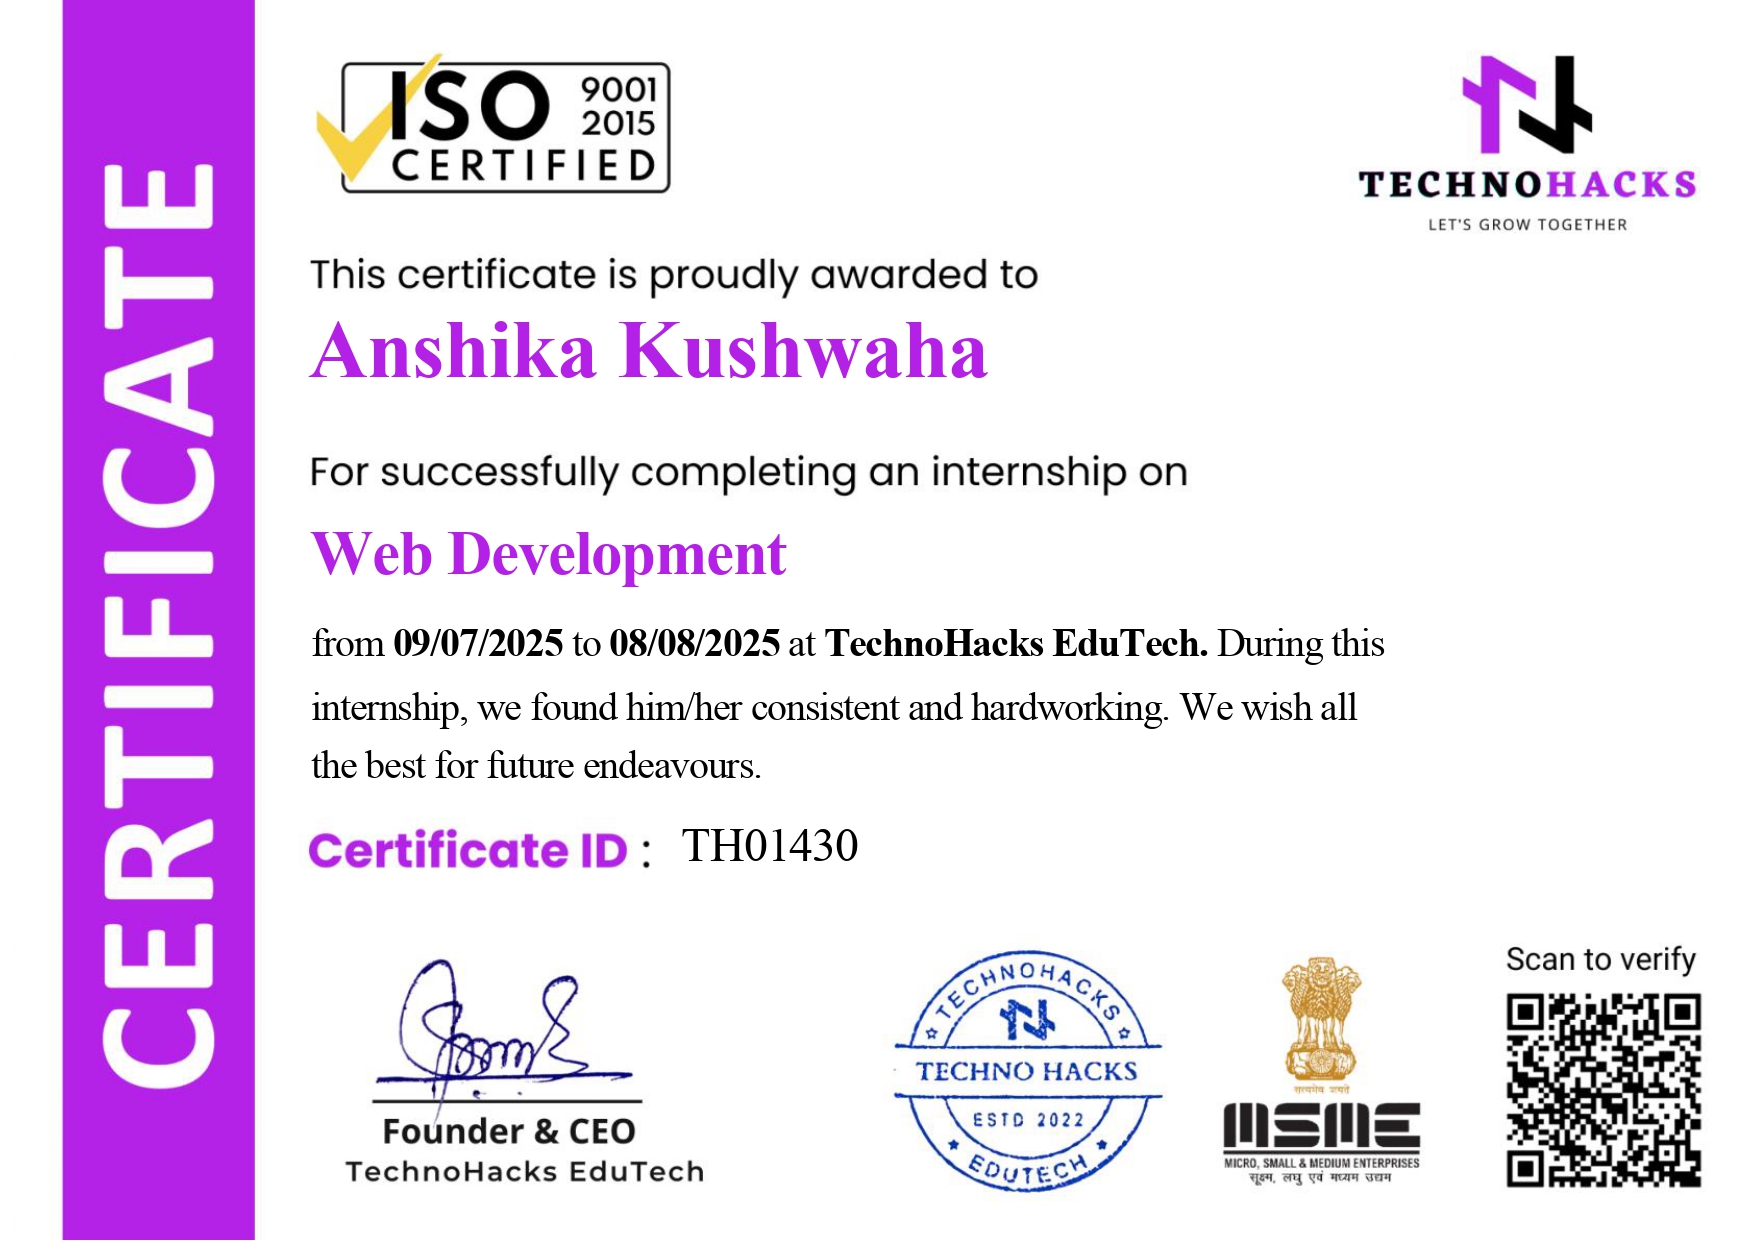 CERTIFICATE
ISO 9001 2015
CERTIFIED
TECHNOHACKS
LET'S GROW TOGETHER
This certificate is proudly awarded to
Anshika Kushwaha
For successfully completing an internship on
Web Development
from 09/07/2025 to 08/08/2025 at TechnoHacks EduTech. During this
internship, we found him/her consistent and hardworking. We wish all
the best for future endeavours.
Certificate ID : TH01430
Founder & CEO
TechnoHacks EduTech
TECHNOHACKS
TECHNO HACKS
ESTD 2022
EDUTECH
सत्यमेव जयते
MSME
MICRO, SMALL & MEDIUM ENTERPRISES
सूक्ष्म, लघु एवं मध्यम उद्यम
Scan to verify